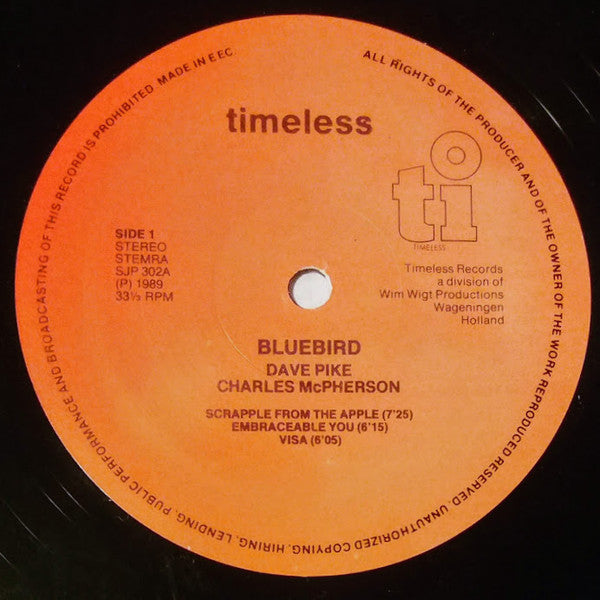 timeless
ti
TIMELESS
SIDE 1
STEREO
STEMRA
SJP 302A
(P) 1989
33⅓ RPM
Timeless Records
a division of
Wim Wigt Productions
Wageningen
Holland
BLUEBIRD
DAVE PIKE
CHARLES McPHERSON
SCRAPPLE FROM THE APPLE (7'25)
EMBRACEABLE YOU (6'15)
VISA (6'05)
ALL RIGHTS OF THE PRODUCER AND OF THE OWNER OF THE WORK REPRODUCED RESERVED. UNAUTHORIZED COPYING, HIRING, LENDING, PUBLIC PERFORMANCE AND BROADCASTING OF THIS RECORD IS PROHIBITED MADE IN EEC